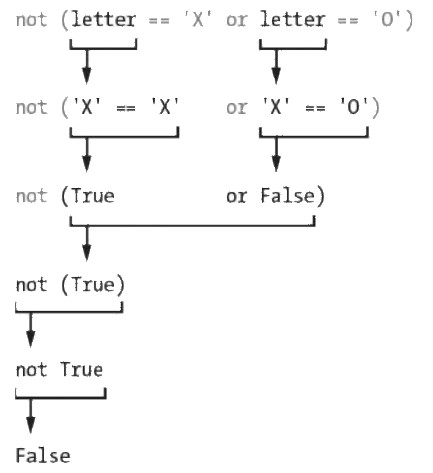 not (letter == 'X' or letter == 'O')
not ('X' == 'X' or 'X' == 'O')
not (True or False)
not (True)
not True
False